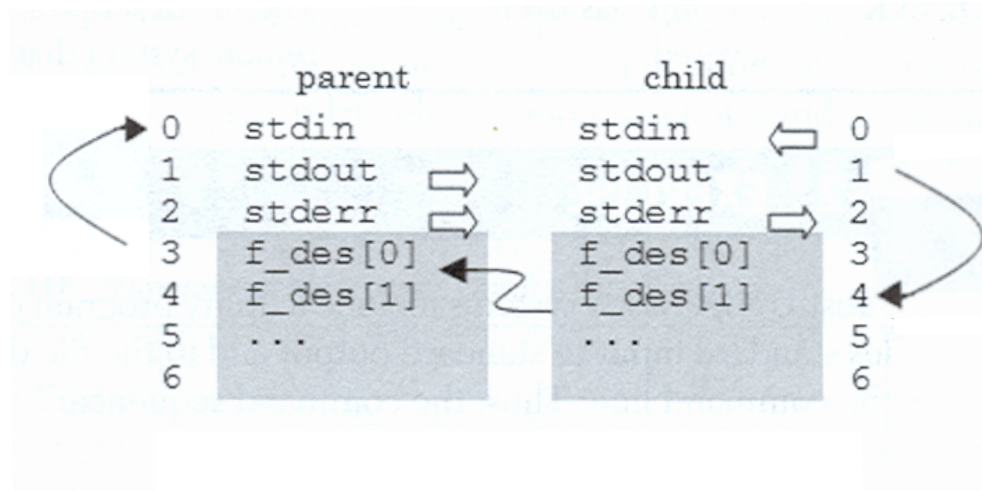 parent child
0 stdin stdin 0
1 stdout stdout 1
2 stderr stderr 2
3 f_des[0] f_des[0] 3
4 f_des[1] f_des[1] 4
5 ... ... 5
6 6